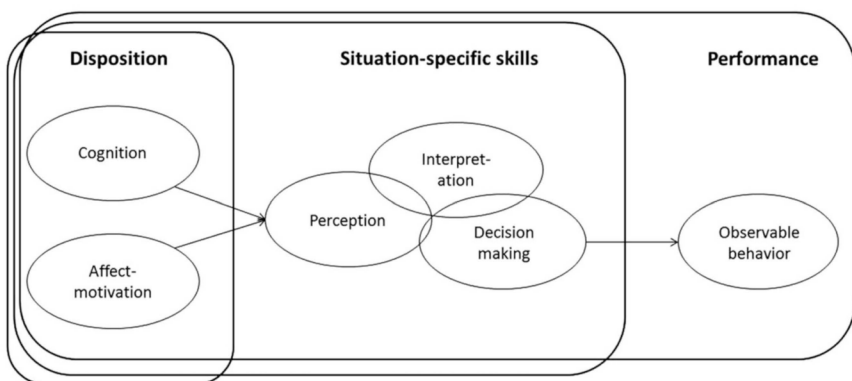 Disposition
Situation-specific skills
Performance
Cognition
Affect-
motivation
Perception
Interpret-
ation
Decision
making
Observable
behavior